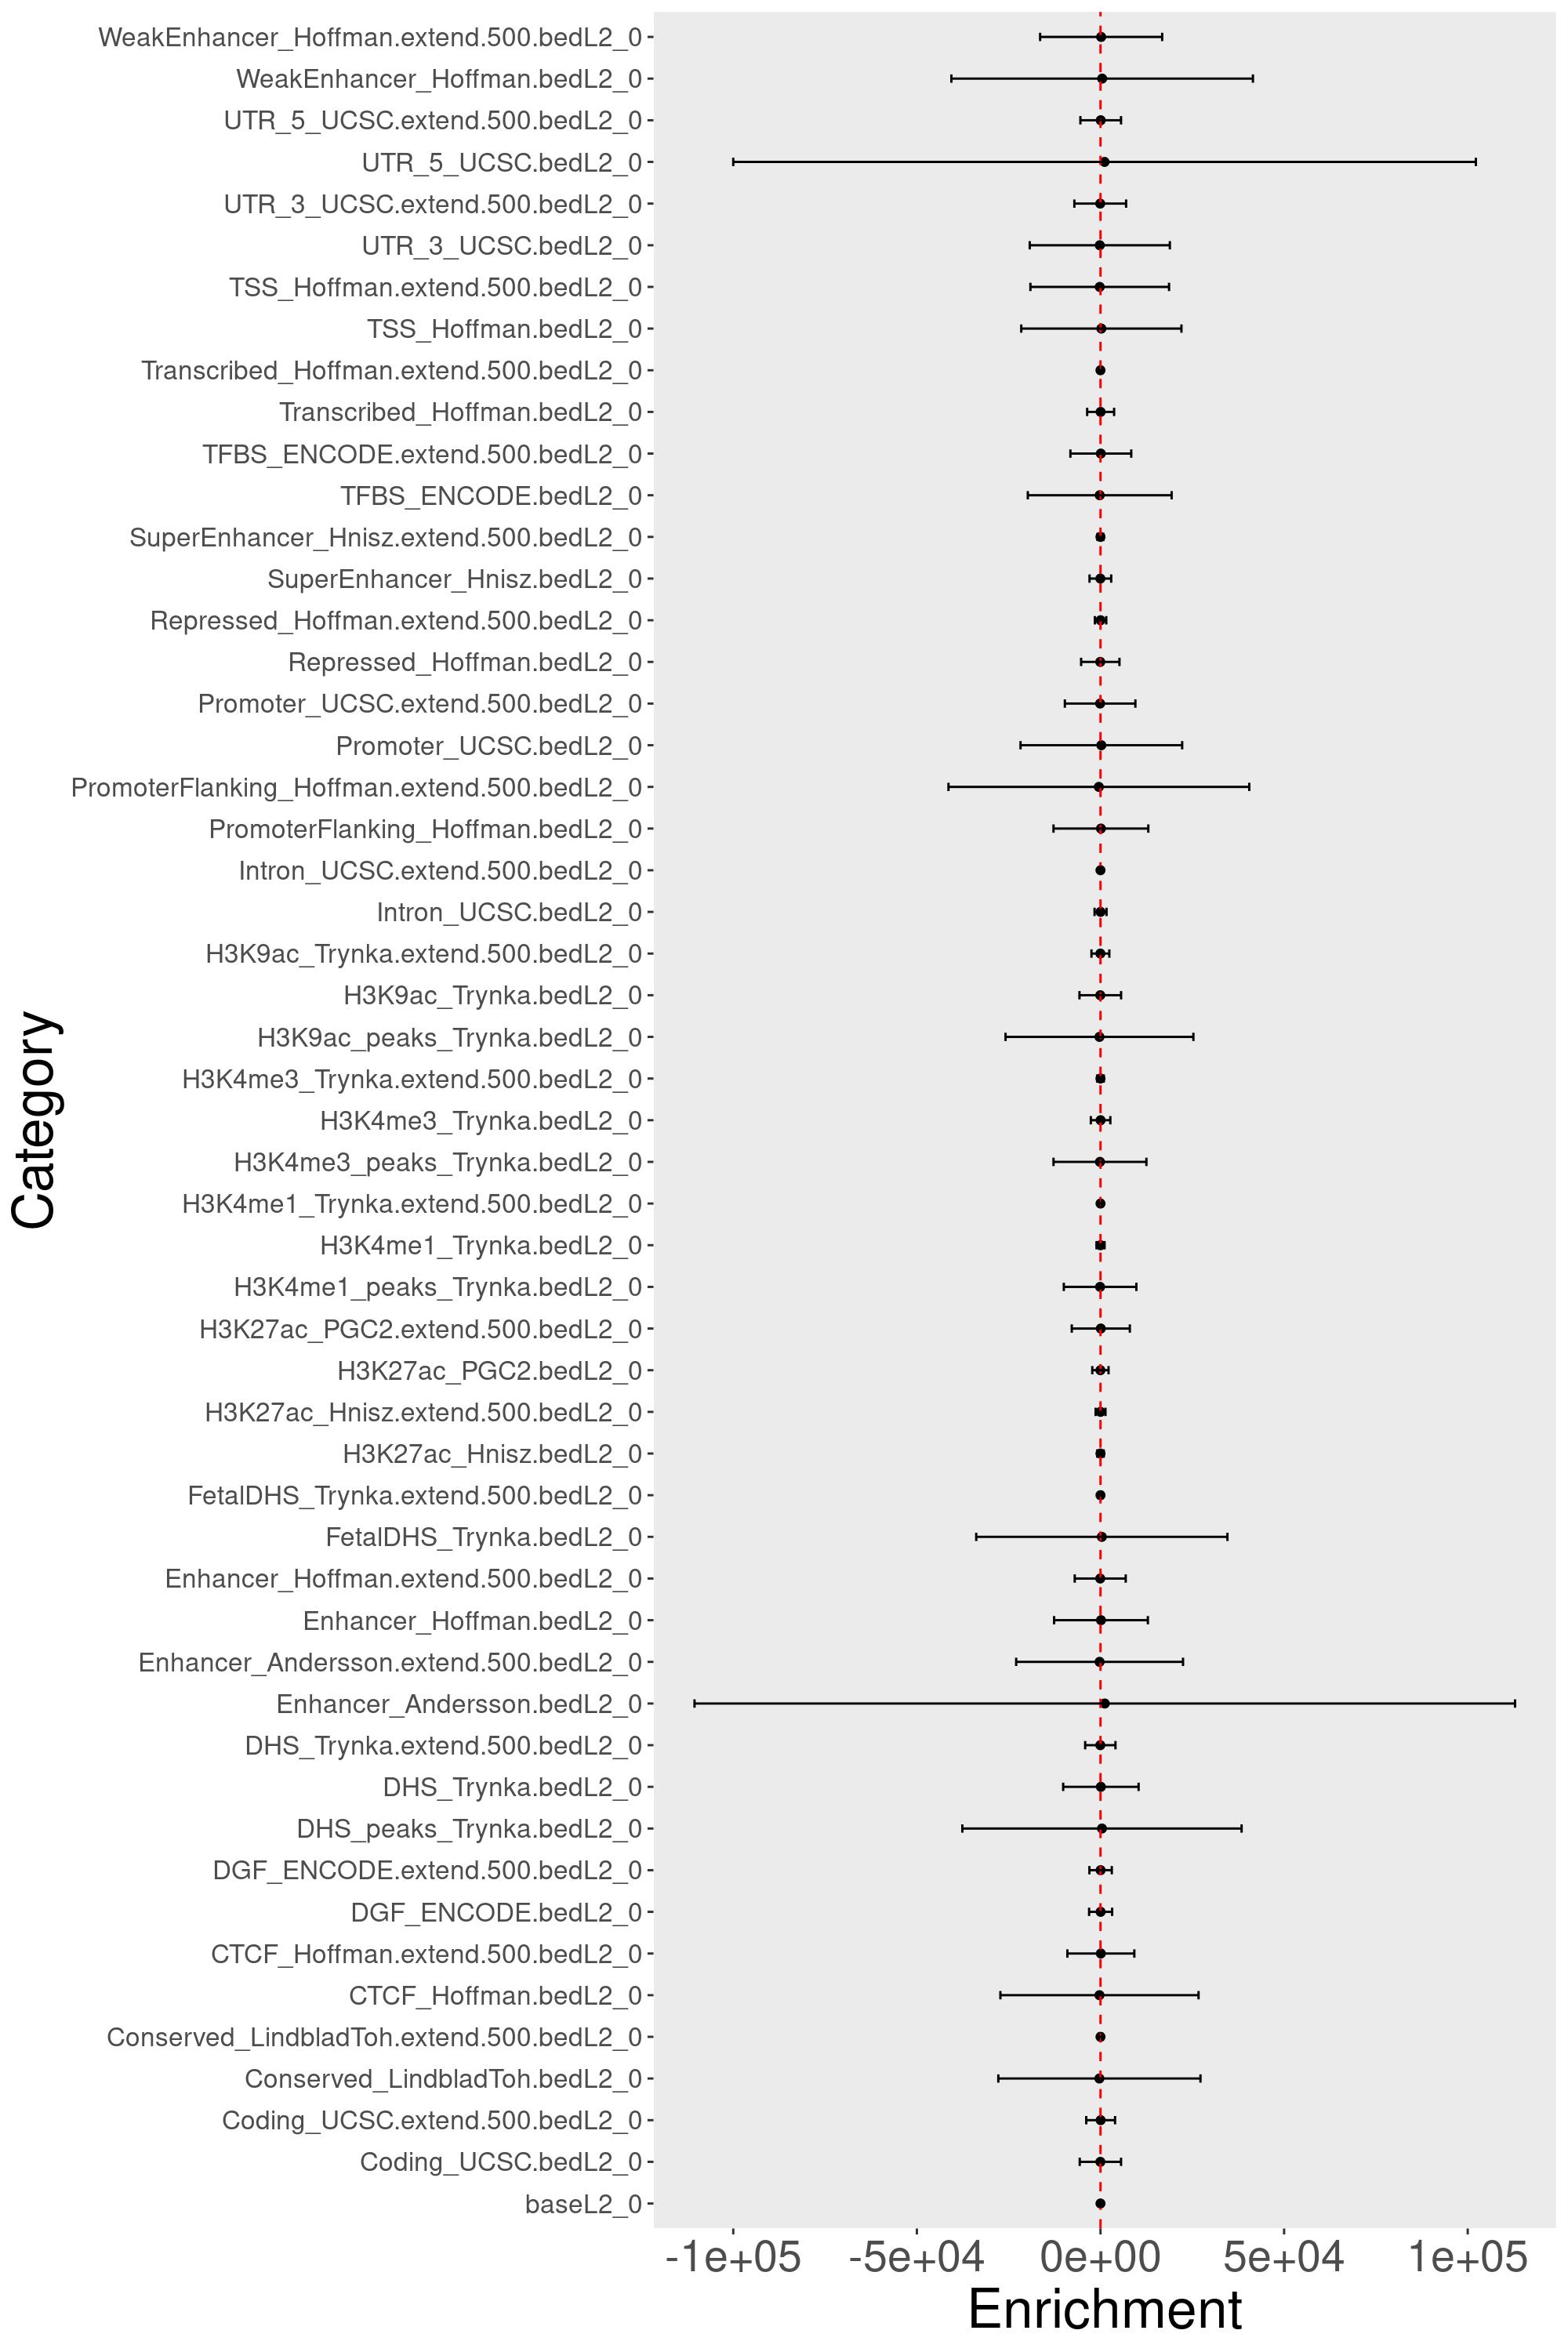 WeakEnhancer_Hoffman.extend.500.bedL2_0
WeakEnhancer_Hoffman.bedL2_0
UTR_5_UCSC.extend.500.bedL2_0
UTR_5_UCSC.bedL2_0
UTR_3_UCSC.extend.500.bedL2_0
UTR_3_UCSC.bedL2_0
TSS_Hoffman.extend.500.bedL2_0
TSS_Hoffman.bedL2_0
Transcribed_Hoffman.extend.500.bedL2_0
Transcribed_Hoffman.bedL2_0
TFBS_ENCODE.extend.500.bedL2_0
TFBS_ENCODE.bedL2_0
SuperEnhancer_Hnisz.extend.500.bedL2_0
SuperEnhancer_Hnisz.bedL2_0
Repressed_Hoffman.extend.500.bedL2_0
Repressed_Hoffman.bedL2_0
Promoter_UCSC.extend.500.bedL2_0
Promoter_UCSC.bedL2_0
PromoterFlanking_Hoffman.extend.500.bedL2_0
PromoterFlanking_Hoffman.bedL2_0
Intron_UCSC.extend.500.bedL2_0
Intron_UCSC.bedL2_0
H3K9ac_Trynka.extend.500.bedL2_0
H3K9ac_Trynka.bedL2_0
H3K9ac_peaks_Trynka.bedL2_0
H3K4me3_Trynka.extend.500.bedL2_0
H3K4me3_Trynka.bedL2_0
H3K4me3_peaks_Trynka.bedL2_0
H3K4me1_Trynka.extend.500.bedL2_0
H3K4me1_Trynka.bedL2_0
H3K4me1_peaks_Trynka.bedL2_0
H3K27ac_PGC2.extend.500.bedL2_0
H3K27ac_PGC2.bedL2_0
H3K27ac_Hnisz.extend.500.bedL2_0
H3K27ac_Hnisz.bedL2_0
FetalDHS_Trynka.extend.500.bedL2_0
FetalDHS_Trynka.bedL2_0
Enhancer_Hoffman.extend.500.bedL2_0
Enhancer_Hoffman.bedL2_0
Enhancer_Andersson.extend.500.bedL2_0
Enhancer_Andersson.bedL2_0
DHS_Trynka.extend.500.bedL2_0
DHS_Trynka.bedL2_0
DHS_peaks_Trynka.bedL2_0
DGF_ENCODE.extend.500.bedL2_0
DGF_ENCODE.bedL2_0
CTCF_Hoffman.extend.500.bedL2_0
CTCF_Hoffman.bedL2_0
Conserved_LindbladToh.extend.500.bedL2_0
Conserved_LindbladToh.bedL2_0
Coding_UCSC.extend.500.bedL2_0
Coding_UCSC.bedL2_0
baseL2_0
Category
-1e+05 -5e+04 0e+00 5e+04 1e+05
Enrichment